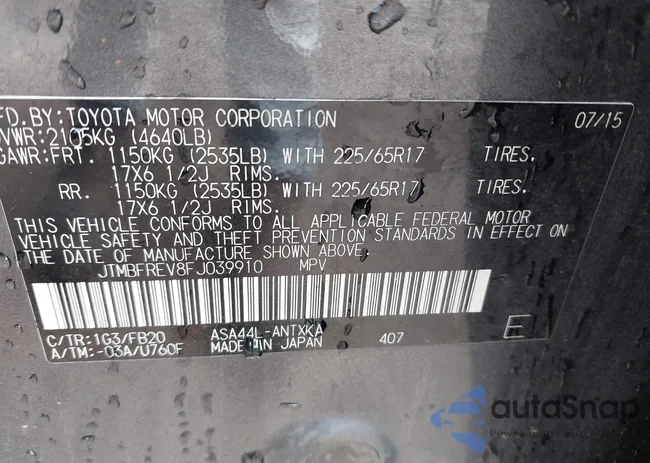 FD.BY: TOYOTA MOTOR CORPORATION 07/15
VWR: 2105KG (4640LB)
GAWR: FRT. 1150KG (2535LB) WITH 225/65R17 TIRES.
17X6 1/2J RIMS.
RR. 1150KG (2535LB) WITH 225/65R17 TIRES.
17X6 1/2J RIMS.
THIS VEHICLE CONFORMS TO ALL APPLICABLE FEDERAL MOTOR
VEHICLE SAFETY AND THEFT PREVENTION STANDARDS IN EFFECT ON
THE DATE OF MANUFACTURE SHOWN ABOVE.
JTMBFREV8FJ039910 MPV
C/TR: 1G3/FB20 ASA44L-ANTXKA
A/TM: -03A/U760F MADE IN JAPAN 407 E
autoSnap